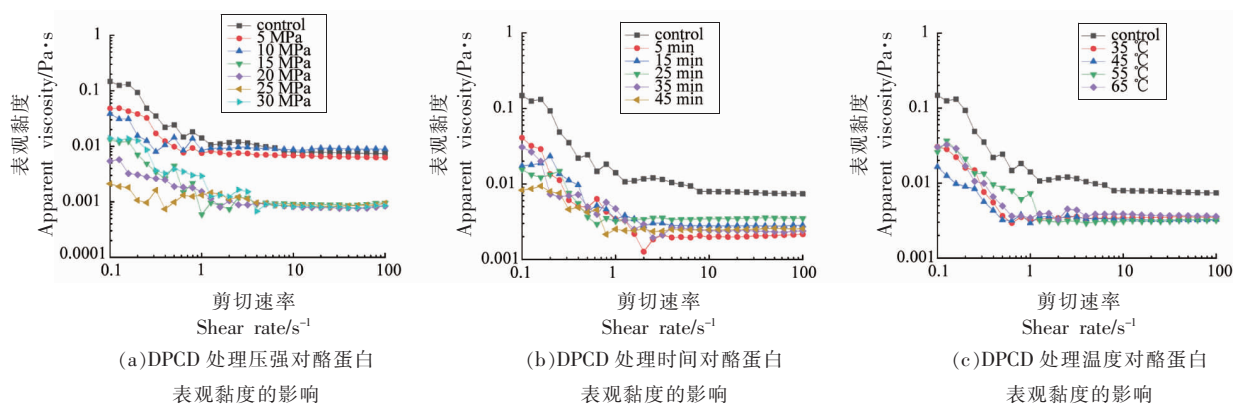 control
5 MPa
10 MPa
15 MPa
20 MPa
25 MPa
30 MPa
表观黏度
Apparent viscosity/Pa·s
1
0.1
0.01
0.001
0.0001
0.1 1 10 100
剪切速率
Shear rate/s⁻¹
(a)DPCD 处理压强对酪蛋白
表观黏度的影响
control
5 min
15 min
25 min
35 min
45 min
表观黏度
Apparent viscosity/Pa·s
1
0.1
0.01
0.001
0.1 1 10 100
剪切速率
Shear rate/s⁻¹
(b)DPCD 处理时间对酪蛋白
表观黏度的影响
control
35 ℃
45 ℃
55 ℃
65 ℃
表观黏度
Apparent viscosity/Pa·s
1
0.1
0.01
0.001
0.1 1 10 100
剪切速率
Shear rate/s⁻¹
(c)DPCD 处理温度对酪蛋白
表观黏度的影响